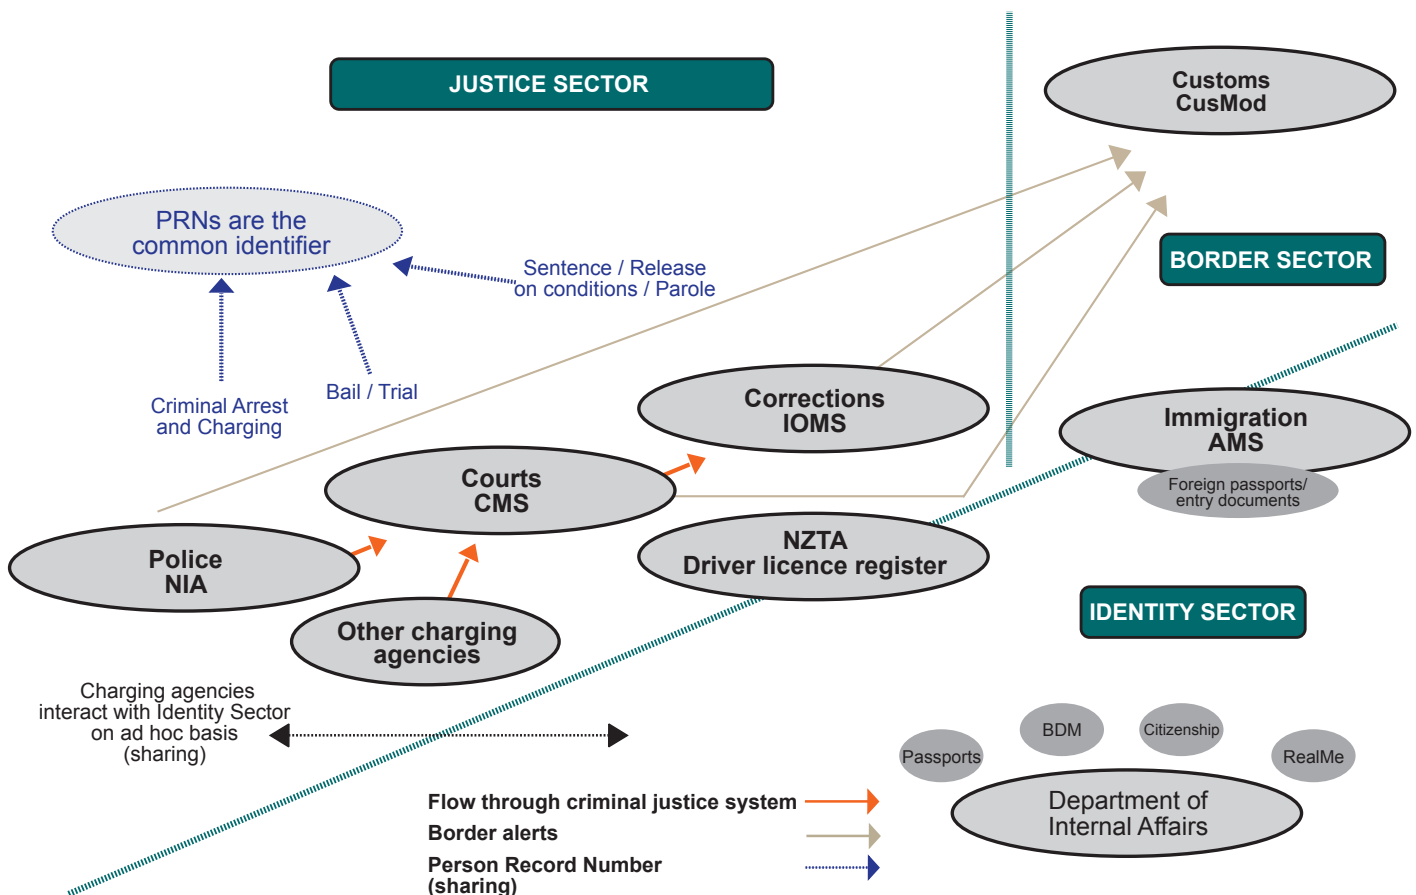 JUSTICE SECTOR
Customs
CusMod
PRNs are the
common identifier
Sentence / Release
on conditions / Parole
BORDER SECTOR
Bail / Trial
Criminal Arrest
and Charging
Corrections
IOMS
Immigration
AMS
Foreign passports/
entry documents
Courts
CMS
Police
NIA
NZTA
Driver licence register
Other charging
agencies
IDENTITY SECTOR
Charging agencies
interact with Identity Sector
on ad hoc basis
(sharing)
Passports
BDM
Citizenship
RealMe
Department of
Internal Affairs
Flow through criminal justice system
Border alerts
Person Record Number
(sharing)